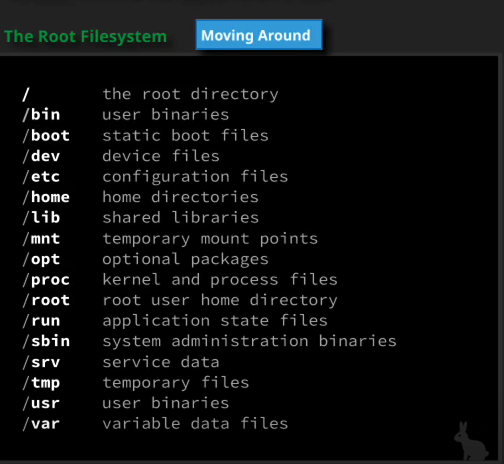 The Root Filesystem Moving Around
/ the root directory
/bin user binaries
/boot static boot files
/dev device files
/etc configuration files
/home home directories
/lib shared libraries
/mnt temporary mount points
/opt optional packages
/proc kernel and process files
/root root user home directory
/run application state files
/sbin system administration binaries
/srv service data
/tmp temporary files
/usr user binaries
/var variable data files